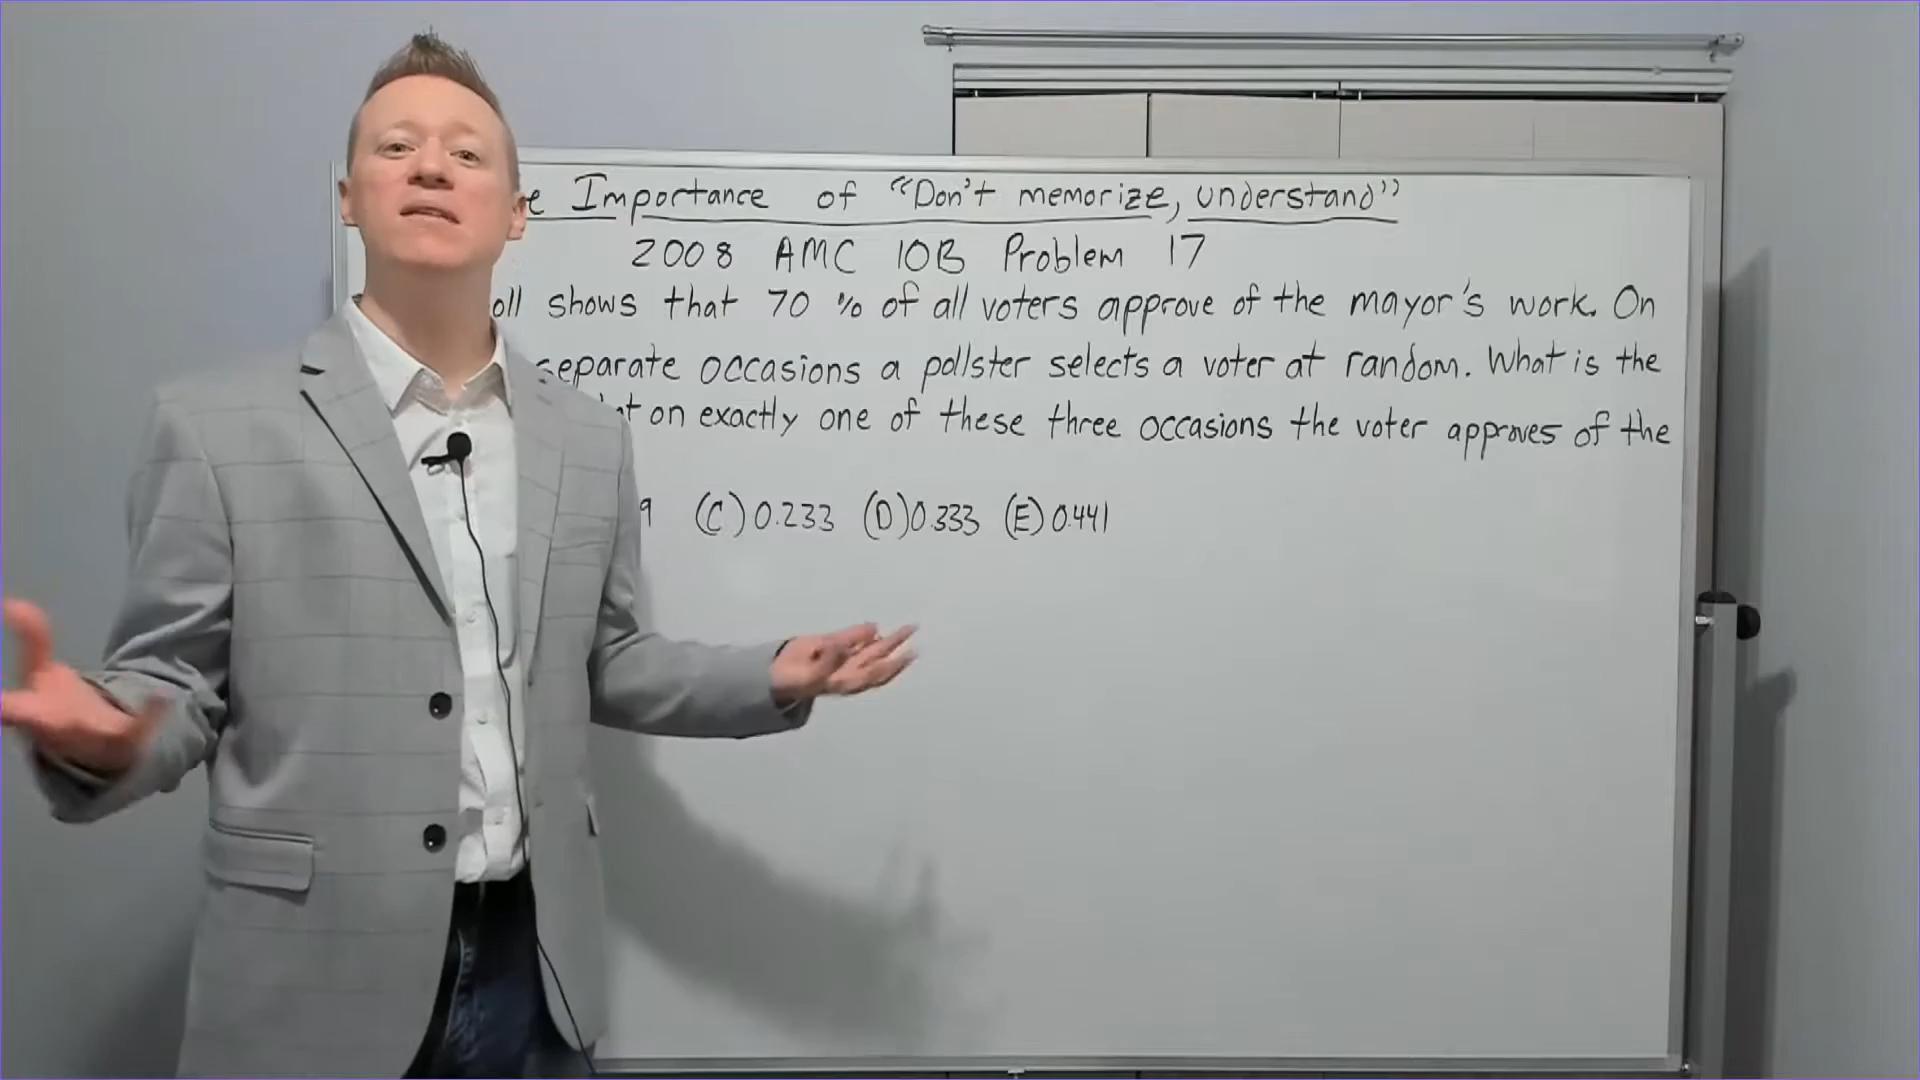 Importance of "Don't memorize, understand"
2008 AMC 10B Problem 17
shows that 70% of all voters approve of the mayor's work. On
separate occasions a pollster selects a voter at random. What is the
on exactly one of these three occasions the voter approves of the
(C) 0.233 (D) 0.333 (E) 0.441